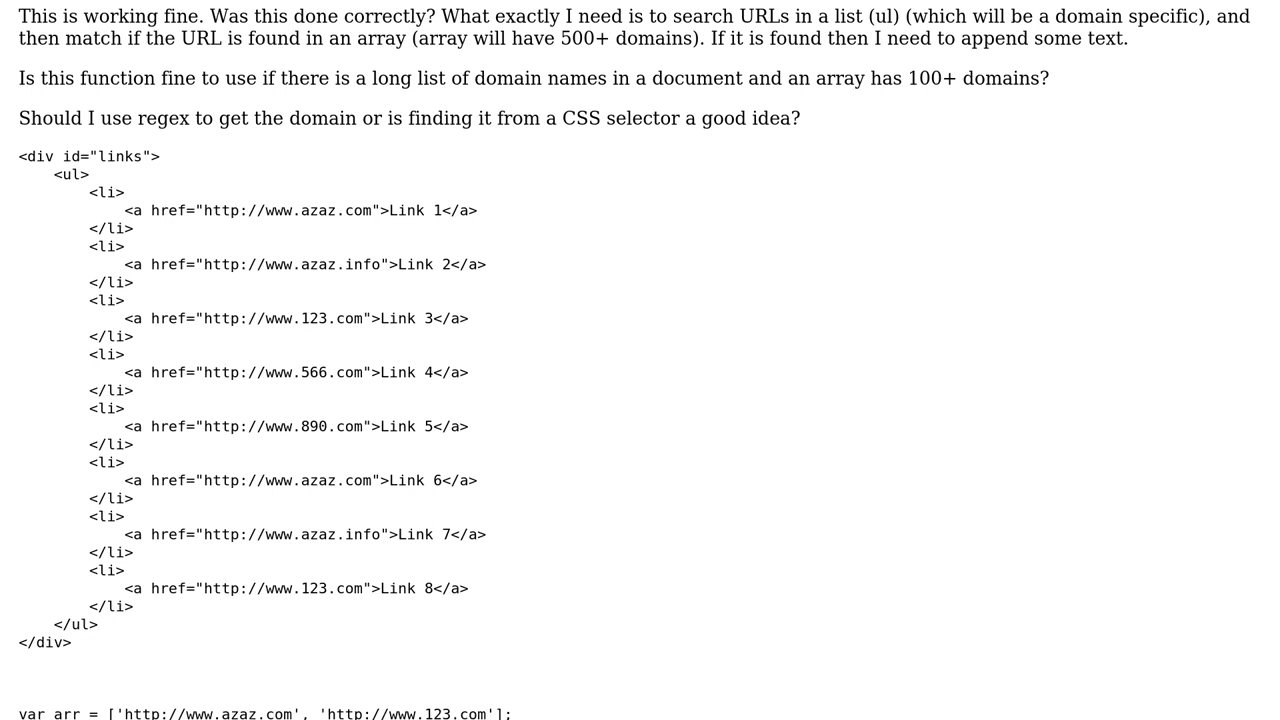 This is working fine. Was this done correctly? What exactly I need is to search URLs in a list (ul) (which will be a domain specific), and
then match if the URL is found in an array (array will have 500+ domains). If it is found then I need to append some text.
Is this function fine to use if there is a long list of domain names in a document and an array has 100+ domains?
Should I use regex to get the domain or is finding it from a CSS selector a good idea?
<div id="links">
    <ul>
        <li>
            <a href="http://www.azaz.com">Link 1</a>
        </li>
        <li>
            <a href="http://www.azaz.info">Link 2</a>
        </li>
        <li>
            <a href="http://www.123.com">Link 3</a>
        </li>
        <li>
            <a href="http://www.566.com">Link 4</a>
        </li>
        <li>
            <a href="http://www.890.com">Link 5</a>
        </li>
        <li>
            <a href="http://www.azaz.com">Link 6</a>
        </li>
        <li>
            <a href="http://www.azaz.info">Link 7</a>
        </li>
        <li>
            <a href="http://www.123.com">Link 8</a>
        </li>
    </ul>
</div>
var arr = ['http://www.azaz.com', 'http://www.123.com'];